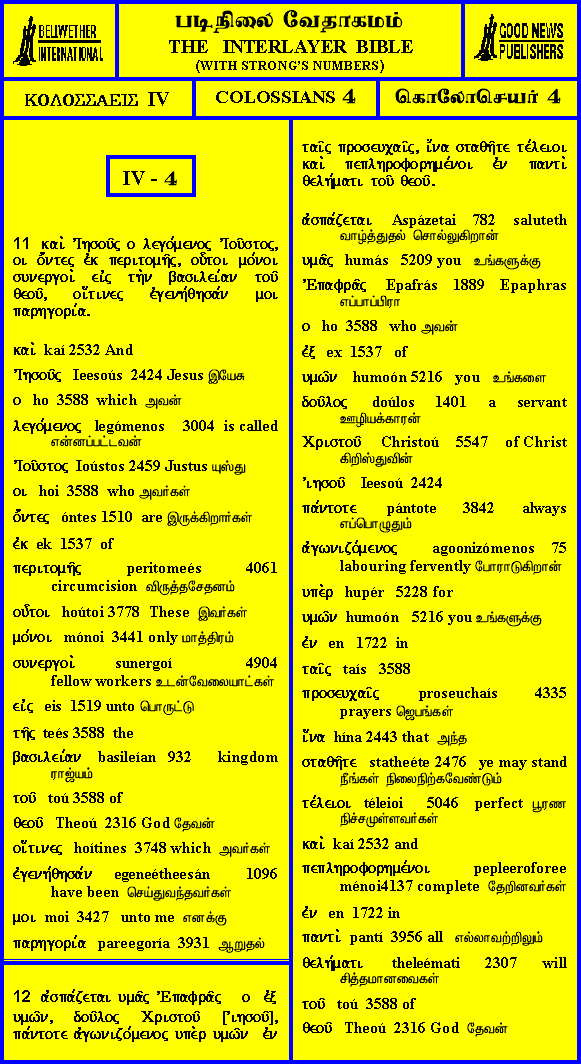 BELLWETHER
INTERNATIONAL
படிநிலை வேதாகமம்
THE INTERLAYER BIBLE
(WITH STRONG'S NUMBERS)
GOOD NEWS
PUBLISHERS
ΚΟΛΟΣΣΑΕΙΣ IV
COLOSSIANS 4
கொலோசெயர் 4
IV - 4
11 καὶ Ἰησοῦς ο λεγόμενος Ἰοῦστος,
οι ὄντες ἐκ περιτομῆς, οὗτοι μόνοι
συνεργοὶ εἰς τὴν βασιλείαν τοῦ
θεοῦ, οἵτινες ἐγενήθησάν μοι
παρηγορία.
καὶ kaí 2532 And
Ἰησοῦς Ieesoús 2424 Jesus இயேசு
ο ho 3588 which அவன்
λεγόμενος legómenos 3004 is called
என்னப்பட்டவன்
Ἰοῦστος Ioústos 2459 Justus யுஸ்து
οι hoi 3588 who அவர்கள்
ὄντες óntes 1510 are இருக்கிறார்கள்
ἐκ ek 1537 of
περιτομῆς peritomeés 4061
circumcision விருத்தசேதனம்
οὗτοι hoútoi 3778 These இவர்கள்
μόνοι mónoi 3441 only மாத்திரம்
συνεργοὶ sunergoí 4904
fellow workers உடன்வேலையாட்கள்
εἰς eis 1519 unto பொருட்டு
τῆς teés 3588 the
βασιλείαν basileían 932 kingdom
ராஜ்யம்
τοῦ toú 3588 of
θεοῦ Theoú 2316 God தேவன்
οἵτινες hoítines 3748 which அவர்கள்
ἐγενήθησαν egeneétheesán 1096
have been செய்துவந்தவர்கள்
μοι moi 3427 unto me எனக்கு
παρηγορία pareegoría 3931 ஆறுதல்
12 ἀσπάζεται υμᾶς Ἐπαφρᾶς ο ἐξ
υμῶν, δοῦλος Χριστοῦ [Ἰησοῦ],
πάντοτε ἀγωνιζόμενος υπὲρ υμῶν ἐν
ταῖς προσευχαῖς, ἵνα σταθῆτε τέλειοι
καὶ πεπληροφορημένοι ἐν παντὶ
θελήματι τοῦ θεοῦ.
ἀσπάζεται Aspázetai 782 saluteth
வாழ்த்துதல் சொல்லுகிறான்
υμᾶς humás 5209 you உங்களுக்கு
Ἐπαφρᾶς Epafrás 1889 Epaphras
எப்பாப்பிரா
ο ho 3588 who அவன்
ἐξ ex 1537 of
υμῶν humoón 5216 you உங்களை
δοῦλος doúlos 1401 a servant
ஊழியக்காரன்
Χριστοῦ Christoú 5547 of Christ
கிறிஸ்துவின்
Ἰησοῦ Ieesoú 2424
πάντοτε pántote 3842 always
எப்பொழுதும்
ἀγωνιζόμενος agoonizómenos 75
labouring fervently போராடுகிறான்
υπὲρ hupér 5228 for
υμῶν humoón 5216 you உங்களுக்கு
ἐν en 1722 in
ταῖς taís 3588
προσευχαῖς proseuchaís 4335
prayers ஜெபங்கள்
ἵνα hína 2443 that அந்த
σταθῆτε statheéte 2476 ye may stand
நீங்கள் நிலைநிற்கவேண்டும்
τέλειοι téleioi 5046 perfect பூரண
நிச்சமுள்ளவர்கள்
καὶ kaí 2532 and
πεπληροφορημένοι pepleeroforee
ménoi4137 complete தேறினவர்கள்
ἐν en 1722 in
παντὶ pantí 3956 all எல்லாவற்றிலும்
θελήματι theleémati 2307 will
சித்தமானவைகள்
τοῦ toú 3588 of
θεοῦ Theoú 2316 God தேவன்